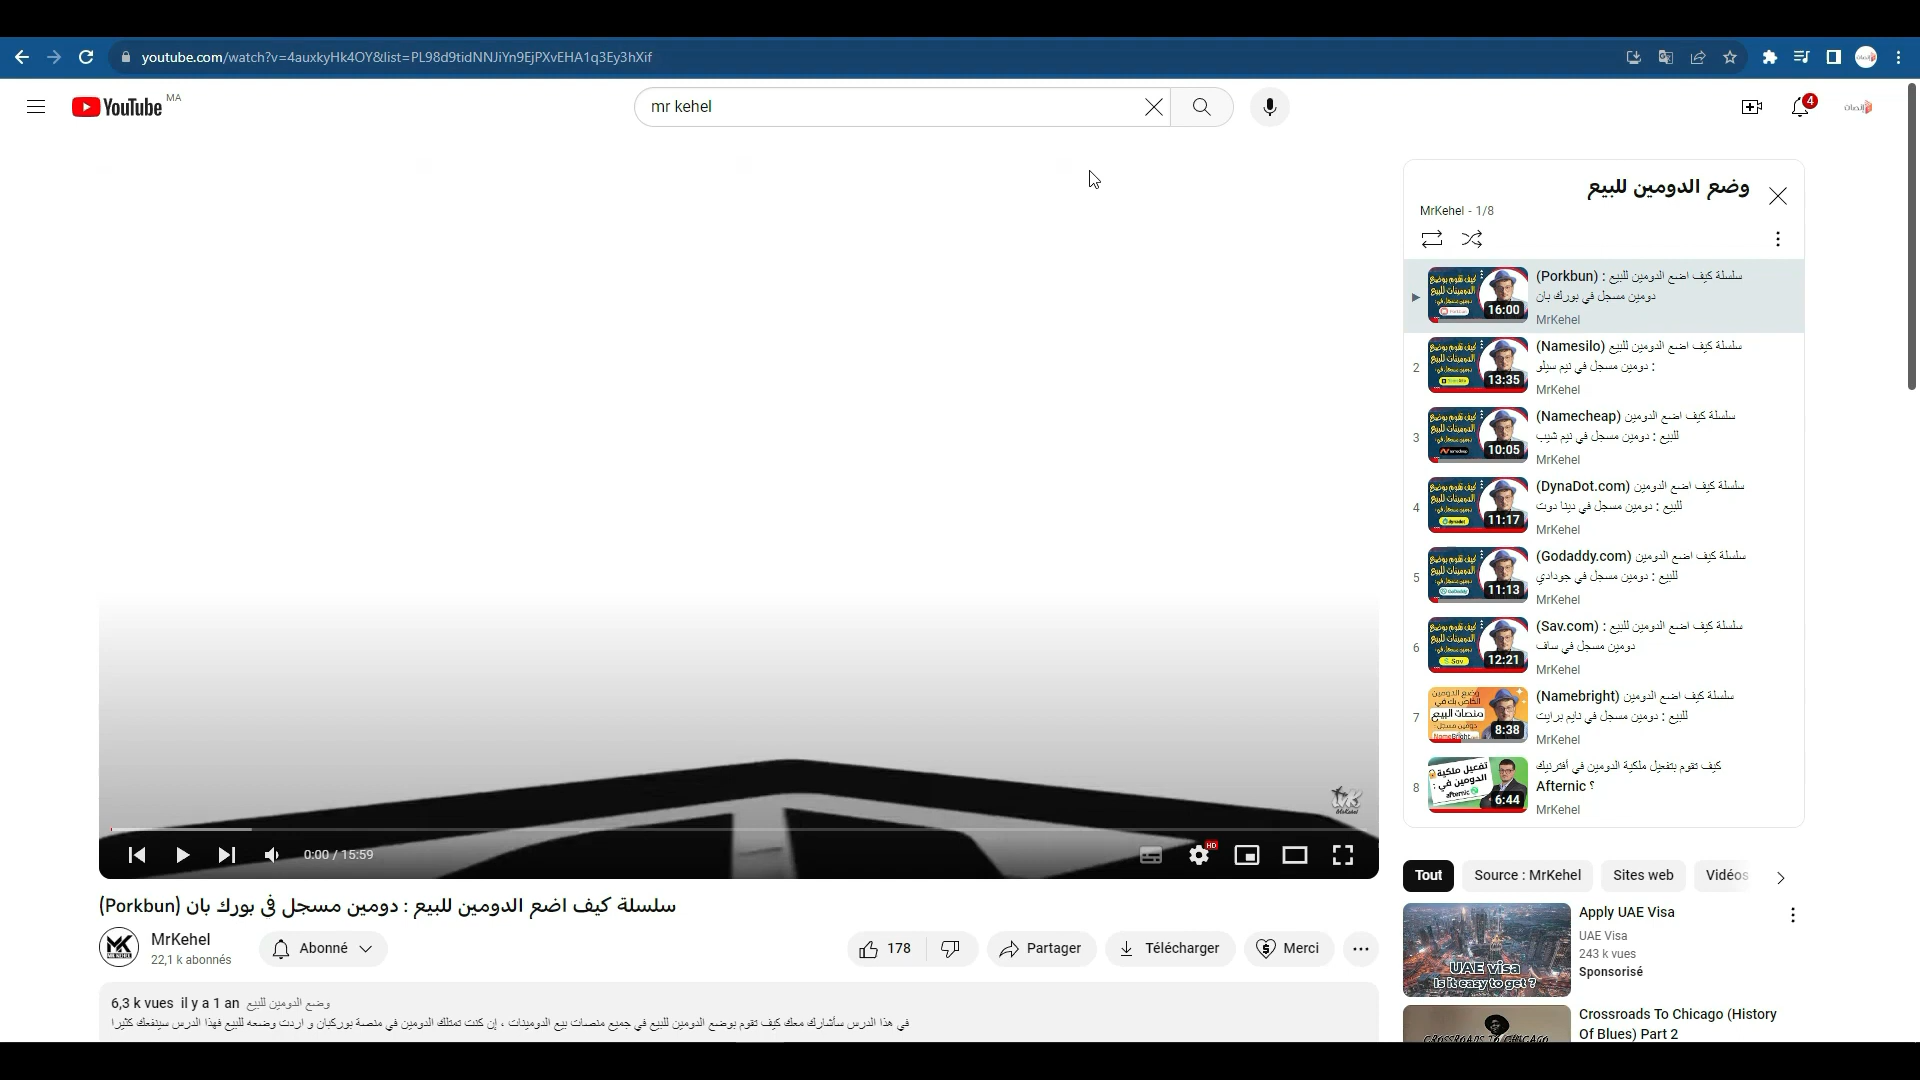 youtube.com/watch?v=4auxkyHk4OY&list=PL98d9tidNNJiYn9EjPXvEHA1q3Ey3hXif
YouTube MA
mr kehel
4
وضع الدومين للبيع
MrKehel - 1/8
سلسلة كيف اضع الدومين للبيع : (Porkbun)
دومين مسجل في بورك بان
MrKehel
16:00
2
سلسلة كيف اضع الدومين للبيع (Namesilo)
: دومين مسجل في نيم سيلو
MrKehel
13:35
3
سلسلة كيف اضع الدومين (Namecheap)
للبيع : دومين مسجل في نيم شيب
MrKehel
10:05
4
سلسلة كيف اضع الدومين (DynaDot.com)
للبيع : دومين مسجل في دينا دوت
MrKehel
11:17
5
سلسلة كيف اضع الدومين (Godaddy.com)
للبيع : دومين مسجل في جودادي
MrKehel
11:13
6
سلسلة كيف اضع الدومين للبيع : (Sav.com)
دومين مسجل في ساف
MrKehel
12:21
7
سلسلة كيف اضع الدومين (Namebright)
للبيع : دومين مسجل في نايم برايت
MrKehel
8:38
8
كيف تقوم بتفعيل ملكية الدومين في أفترنيك
Afternic ؟
MrKehel
6:44
0:00 / 15:59
HD
سلسلة كيف اضع الدومين للبيع : دومين مسجل في بورك بان (Porkbun)
MrKehel
22,1 k abonnés
Abonné
178
Partager
Télécharger
Merci
6,3 k vues il y a 1 an وضع الدومين للبيع
في هذا الدرس سأشارك معك كيف تقوم بوضع الدومين للبيع في جميع منصات بيع الدومينات ، إن كنت تمتلك الدومين في منصة بوركبان و اردت وضعه للبيع فهذا الدرس سينفعك كثيرا
Tout
Source : MrKehel
Sites web
Vidéos
UAE visa
Is it easy to get ?
Apply UAE Visa
UAE Visa
243 k vues
Sponsorisé
Crossroads To Chicago (History
Of Blues) Part 2